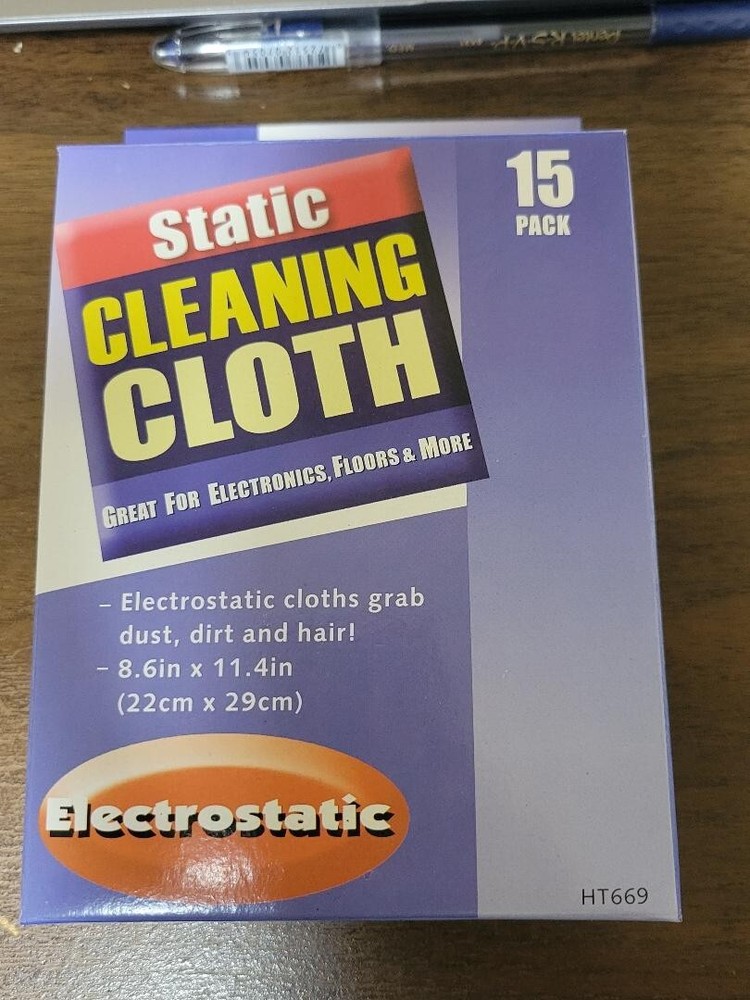 Pentel R.S.V.P.
15
PACK
Static
CLEANING
CLOTH
GREAT FOR ELECTRONICS, FLOORS & MORE
– Electrostatic cloths grab
dust, dirt and hair!
– 8.6in x 11.4in
(22cm x 29cm)
Electrostatic
HT669